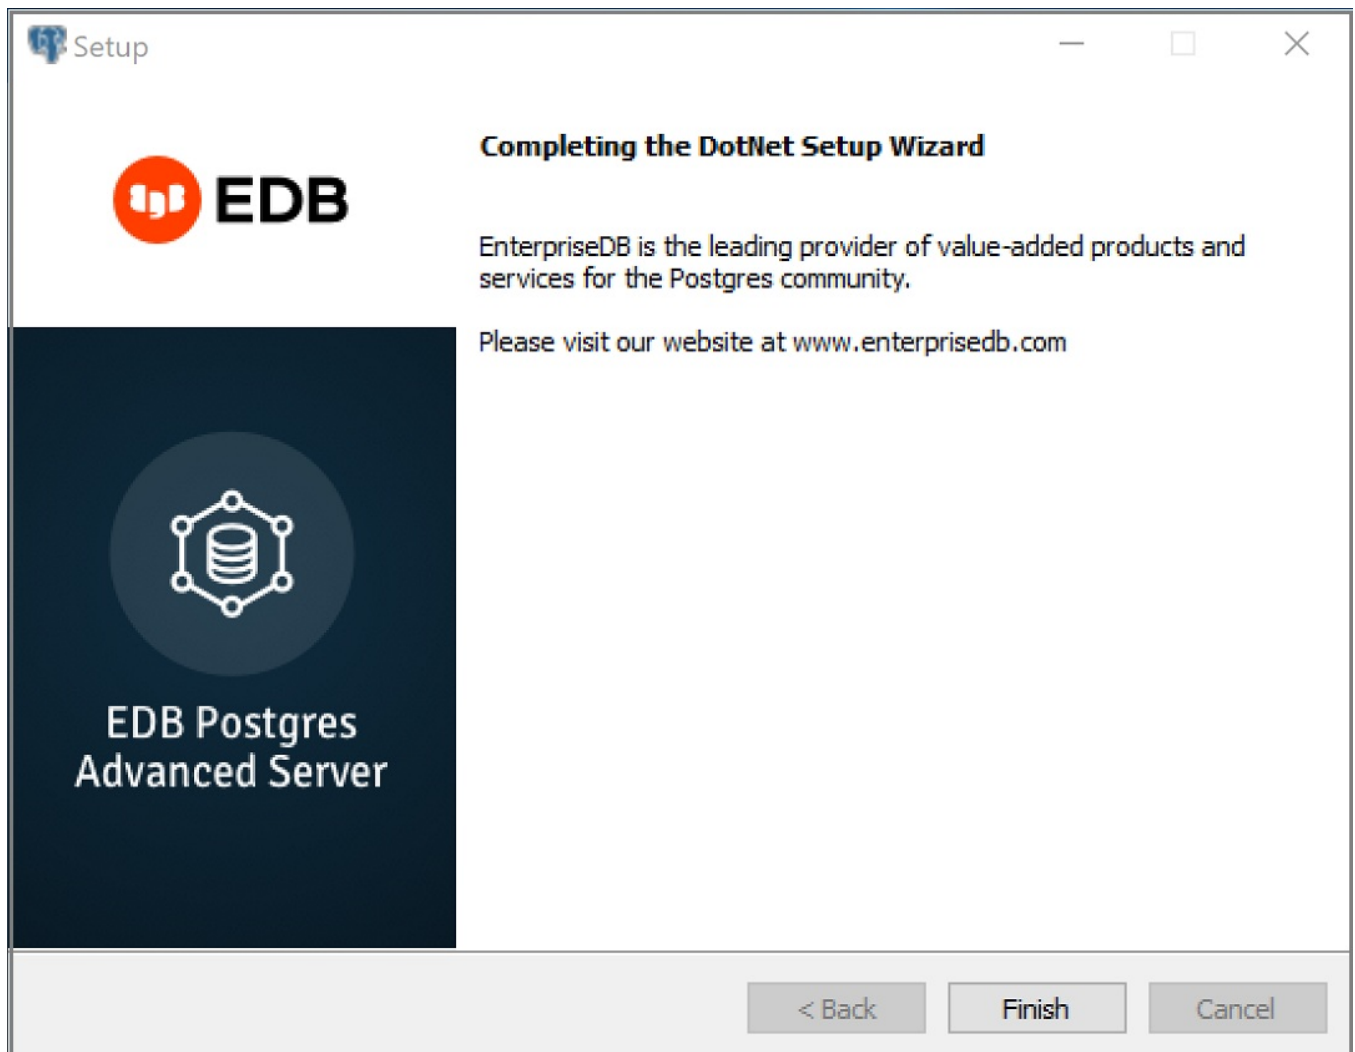 Setup
EDB
Completing the DotNet Setup Wizard
EnterpriseDB is the leading provider of value-added products and
services for the Postgres community.
Please visit our website at www.enterprisedb.com
EDB Postgres
Advanced Server
< Back
Finish
Cancel